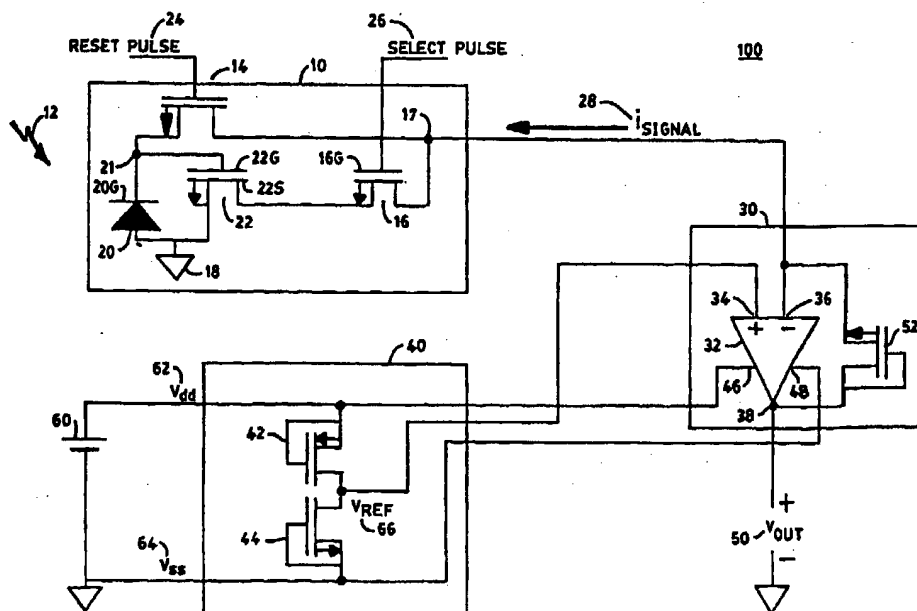 24
RESET PULSE
26
SELECT PULSE
100
14
10
12
28
i SIGNAL
17
21
22G
16G
20G
22S
22
16
20
18
30
34
36
52
+
−
32
46
48
38
40
62
Vdd
60
42
VREF
66
44
64
Vss
+
50 VOUT
−